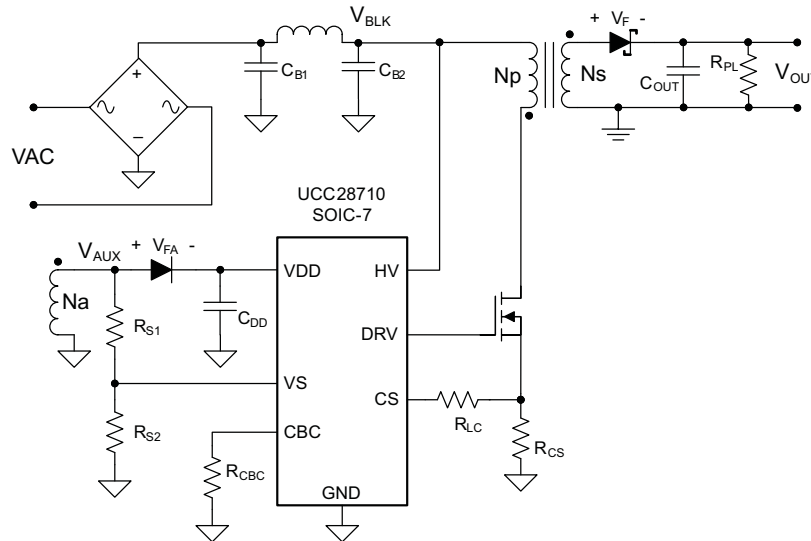 V_BLK
+ V_F -
C_B1
C_B2
Np
Ns
C_OUT
R_PL
V_OUT
+
–
VAC
UCC28710
SOIC-7
V_AUX
+ V_FA -
VDD
HV
Na
C_DD
R_S1
DRV
VS
CS
R_LC
R_S2
CBC
R_CBC
R_CS
GND